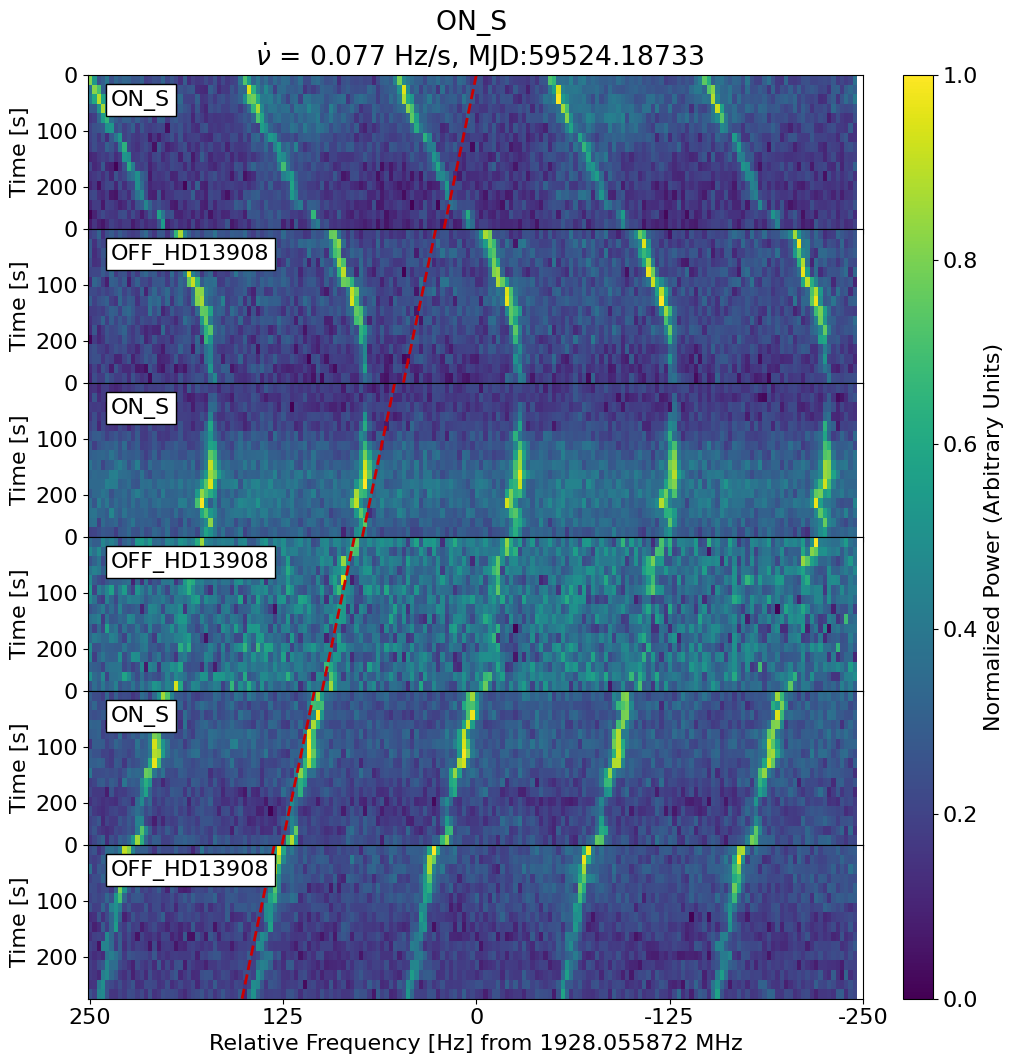 ON_S
ν̇ = 0.077 Hz/s, MJD:59524.18733
0
ON_S
100
200
Time [s]
0
OFF_HD13908
100
200
Time [s]
0
ON_S
100
200
Time [s]
0
OFF_HD13908
100
200
Time [s]
0
ON_S
100
200
Time [s]
0
OFF_HD13908
100
200
Time [s]
250 125 0 -125 -250
Relative Frequency [Hz] from 1928.055872 MHz
1.0
0.8
0.6
0.4
0.2
0.0
Normalized Power (Arbitrary Units)